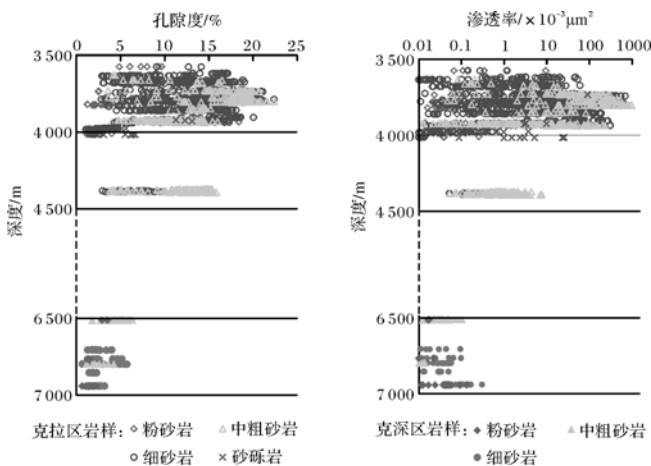 孔隙度/%
0 5 10 15 20 25
3 500
4 000
4 500
6 500
7 000
深度/m
渗透率/×10⁻³μm²
0.01 0.1 1 10 100 1000
3 500
4 000
4 500
6 500
7 000
深度/m
克拉区岩样: 粉砂岩 中粗砂岩
细砂岩 砂砾岩
克深区岩样: 粉砂岩 中粗砂岩
细砂岩